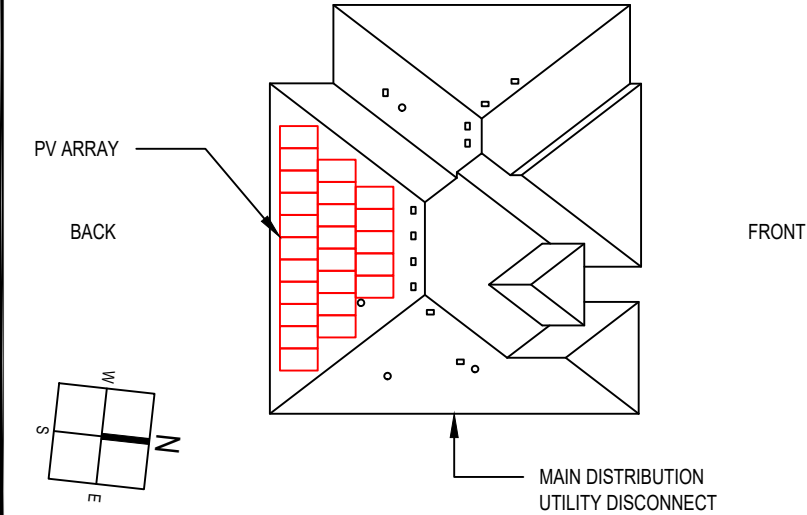 PV ARRAY
BACK
FRONT
W
S
N
E
MAIN DISTRIBUTION
UTILITY DISCONNECT